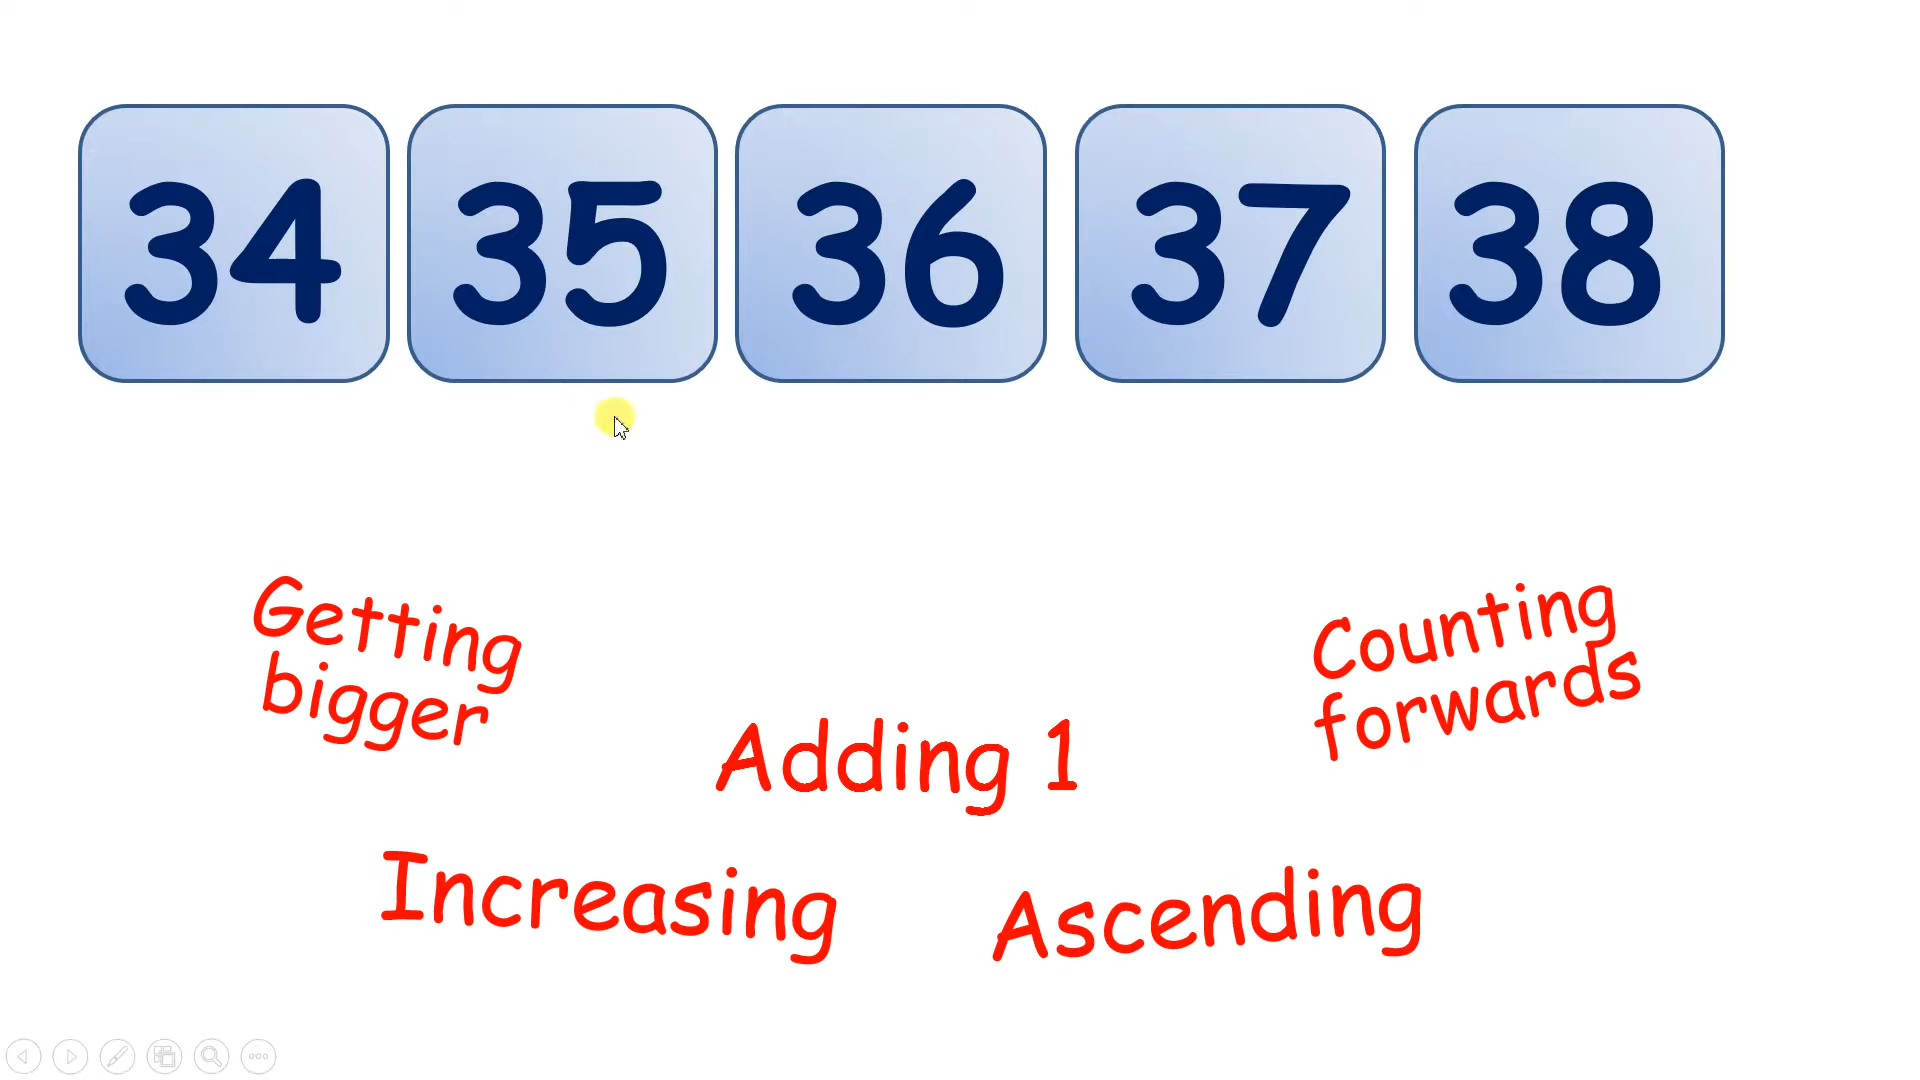 34 35 36 37 38
Getting
bigger
Counting
forwards
Adding 1
Increasing
Ascending